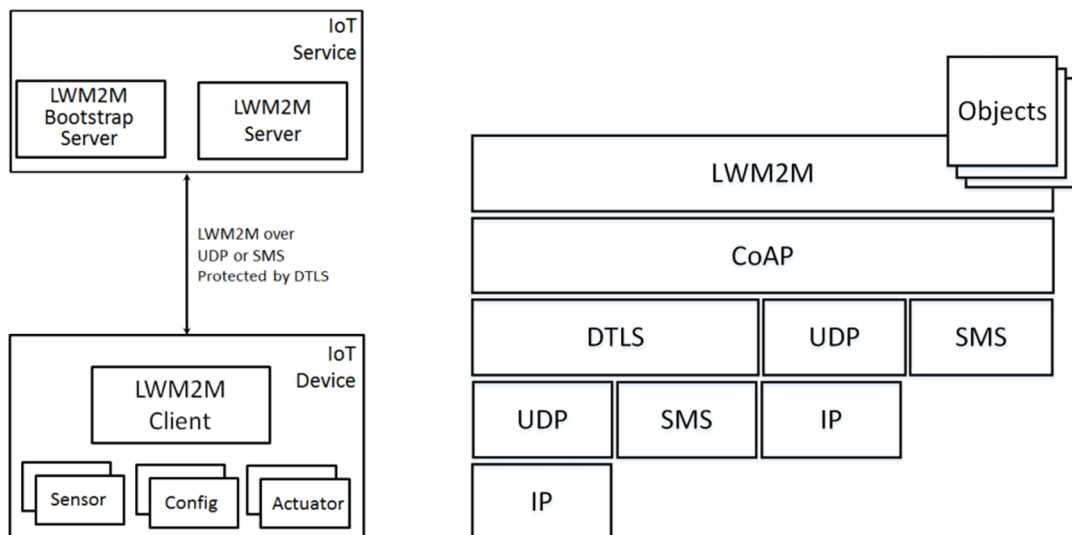 IoT
Service
LWM2M
Bootstrap
Server
LWM2M
Server
LWM2M over
UDP or SMS
Protected by DTLS
IoT
Device
LWM2M
Client
Sensor
Config
Actuator
Objects
LWM2M
CoAP
DTLS
UDP
SMS
UDP
SMS
IP
IP